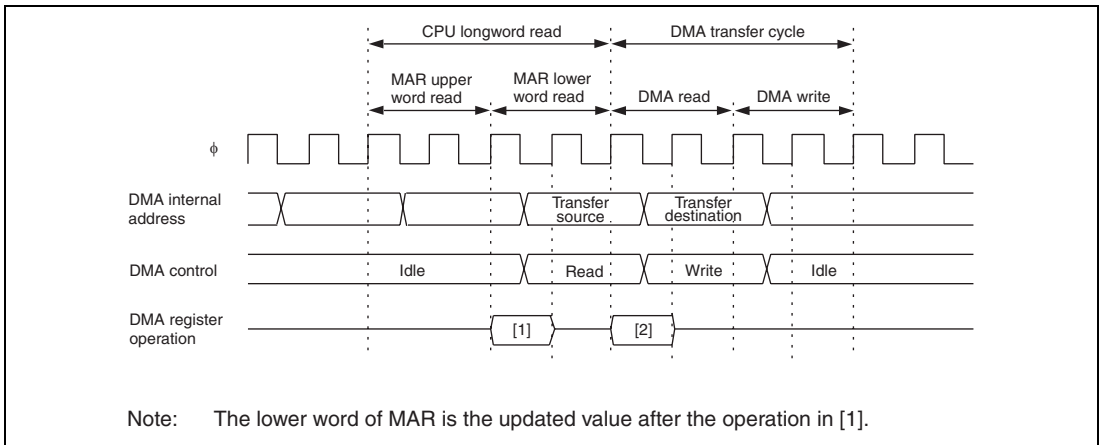 CPU longword read DMA transfer cycle
MAR upper MAR lower
word read word read DMA read DMA write
ϕ
DMA internal Transfer Transfer
address source destination
DMA control Idle Read Write Idle
DMA register
operation [1] [2]
Note: The lower word of MAR is the updated value after the operation in [1].